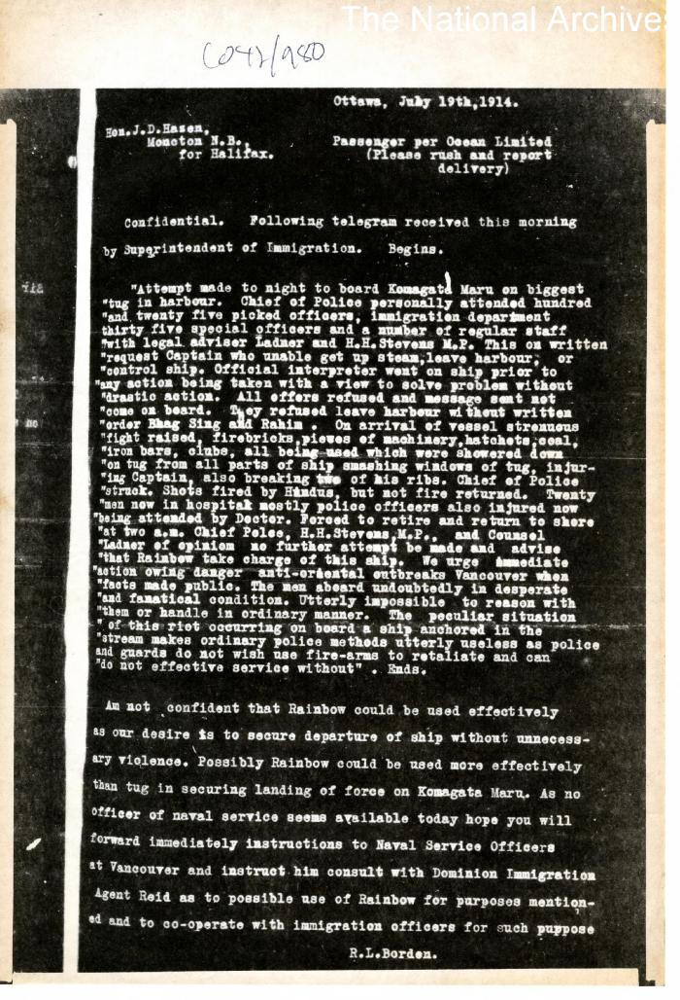 The National Archives
CO42/980
Ottawa, July 19th,1914.
Hon.J.D.Hazen,
Moncton N.B.,
for Halifax.
Passenger per Ocean Limited
(Please rush and report
delivery)
Confidential. Following telegram received this morning
by Superintendent of Immigration. Begins.
"Attempt made to night to board Komagata Maru on biggest
"tug in harbour. Chief of Police personally attended hundred
"and twenty five picked officers, immigration department
thirty five special officers and a number of regular staff
"with legal adviser Ladner and H.H.Stevens M.P. This on written
"request Captain who unable get up steam,leave harbour, or
"control ship. Official interpreter went on ship prior to
"any action being taken with a view to solve problem without
"drastic action. All offers refused and message sent not
"come on board. They refused leave harbour without written
"order Bhag Sing and Rahim . On arrival of vessel strenuous
"fight raised, firebricks,pieves of machinery,hatchets,coal,
"iron bars, clubs, all being used which were showered down
"on tug from all parts of ship smashing windows of tug, injur-
"ing Captain, also breaking two of his ribs. Chief of Police
"struck. Shots fired by Hindus, but not fire returned. Twenty
"men now in hospital mostly police officers also injured now
"being attended by Doctor. Forced to retire and return to shore
"at two a.m. Chief Polce, H.H.Stevens,M.P., and Counsel
"Ladner of opinion no further attempt be made and advise
"that Rainbow take charge of this ship. We urge immediate
"action owing danger anti-oriental outbreaks Vancouver when
"facts made public. The men aboard undoubtedly in desperate
"and fanatical condition. Utterly impossible to reason with
"them or handle in ordinary manner. The peculiar situation
" of this riot occurring on board a ship anchored in the
"stream makes ordinary police methods utterly useless as police
and guards do not wish use fire-arms to retaliate and can
"do not effective service without" . Ends.
Am not confident that Rainbow could be used effectively
as our desire is to secure departure of ship without unnecess-
ary violence. Possibly Rainbow could be used more effectively
than tug in securing landing of force on Komagata Maru. As no
officer of naval service seems available today hope you will
forward immediately instructions to Naval Service Officers
at Vancouver and instruct him consult with Dominion Immigration
Agent Reid as to possible use of Rainbow for purposes mention-
ed and to co-operate with immigration officers for such puppose
R.L.Borden.